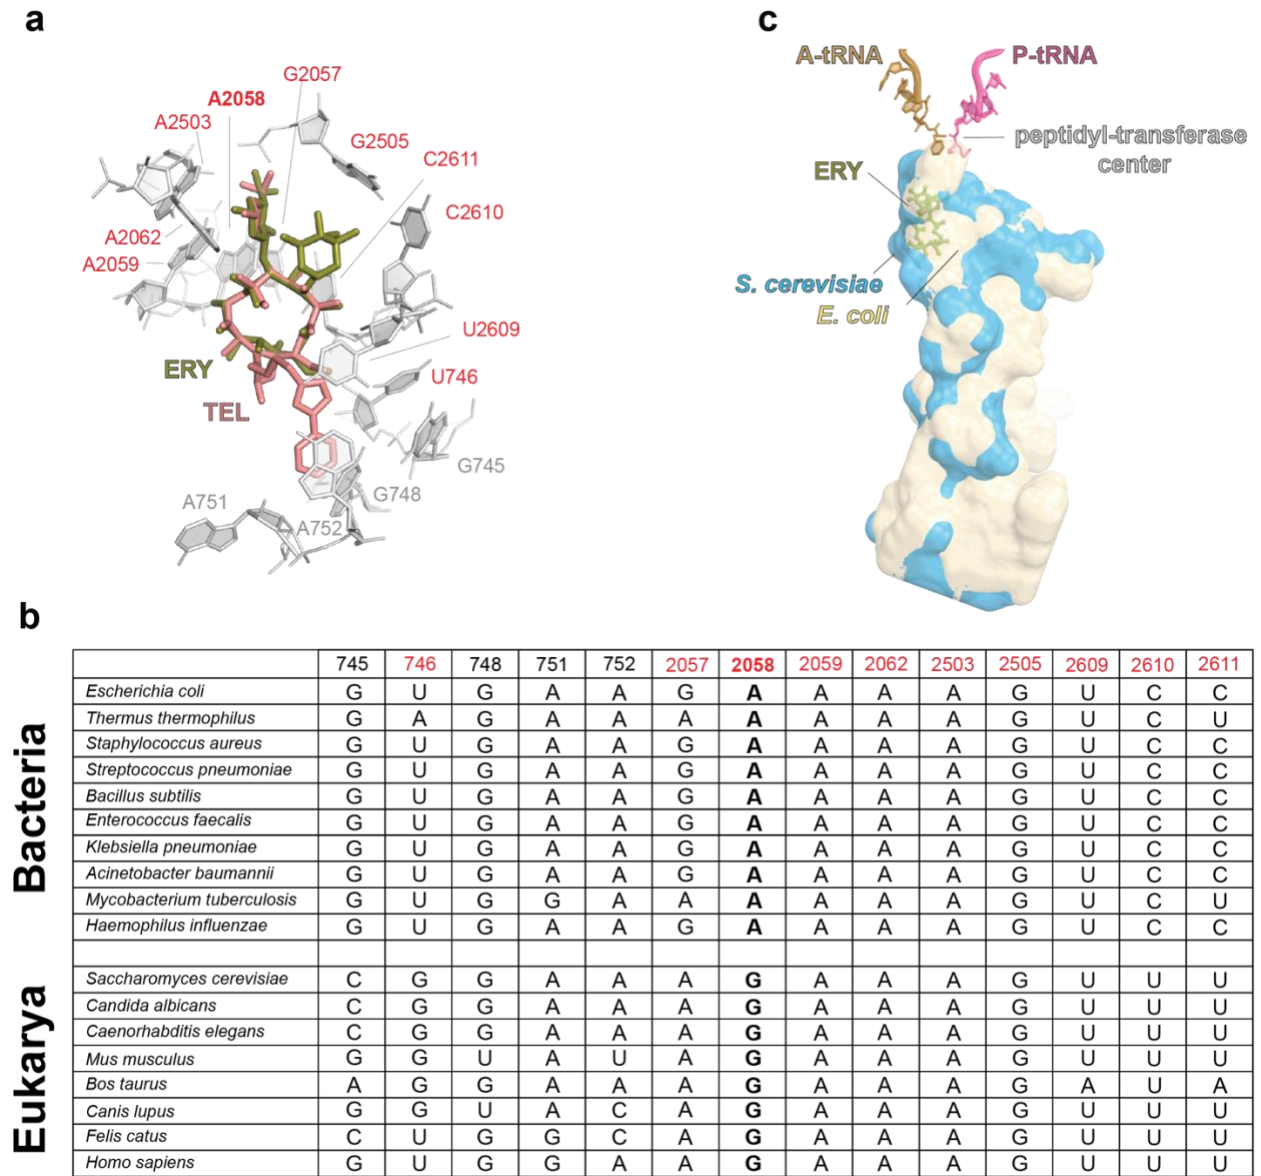 a
G2057
A2058
A2503
G2505
C2611
C2610
A2062
A2059
U2609
ERY
U746
TEL
G745
G748
A751
A752
c
A-tRNA
P-tRNA
peptidyl-transferase
center
ERY
S. cerevisiae
E. coli
b
745 746 748 751 752 2057 2058 2059 2062 2503 2505 2609 2610 2611
Bacteria
Escherichia coli G U G A A G A A A A G U C C
Thermus thermophilus G A G A A A A A A A G U C U
Staphylococcus aureus G U G A A G A A A A G U C C
Streptococcus pneumoniae G U G A A G A A A A G U C C
Bacillus subtilis G U G A A G A A A A G U C C
Enterococcus faecalis G U G A A G A A A A G U C C
Klebsiella pneumoniae G U G A A G A A A A G U C C
Acinetobacter baumannii G U G A A G A A A A G U C C
Mycobacterium tuberculosis G U G G A A A A A A G U C U
Haemophilus influenzae G U G A A G A A A A G U C C
Eukarya
Saccharomyces cerevisiae C G G A A A G A A A G U U U
Candida albicans C G G A A A G A A A G U U U
Caenorhabditis elegans C G G A A A G A A A G U U U
Mus musculus G G U A U A G A A A G U U U
Bos taurus A G G A A A G A A A G A U A
Canis lupus G G U A C A G A A A G U U U
Felis catus C U G G C A G A A A G U U U
Homo sapiens G U G G A A G A A A G U U U